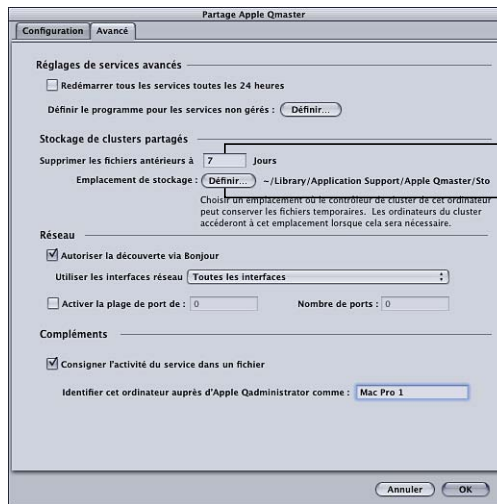 Partage Apple Qmaster
Configuration Avancé
Réglages de services avancés
Redémarrer tous les services toutes les 24 heures
Définir le programme pour les services non gérés : Définir...
Stockage de clusters partagés
Supprimer les fichiers antérieurs à 7 Jours
Emplacement de stockage : Définir... ~/Library/Application Support/Apple Qmaster/Sto
Choisir un emplacement où le contrôleur de cluster de cet ordinateur
peut conserver les fichiers temporaires. Les ordinateurs du cluster
accéderont à cet emplacement lorsque cela sera nécessaire.
Réseau
Autoriser la découverte via Bonjour
Utiliser les interfaces réseau Toutes les interfaces
Activer la plage de port de : 0 Nombre de ports : 0
Compléments
Consigner l'activité du service dans un fichier
Identifier cet ordinateur auprès d'Apple Qadministrator comme : Mac Pro 1
Annuler OK